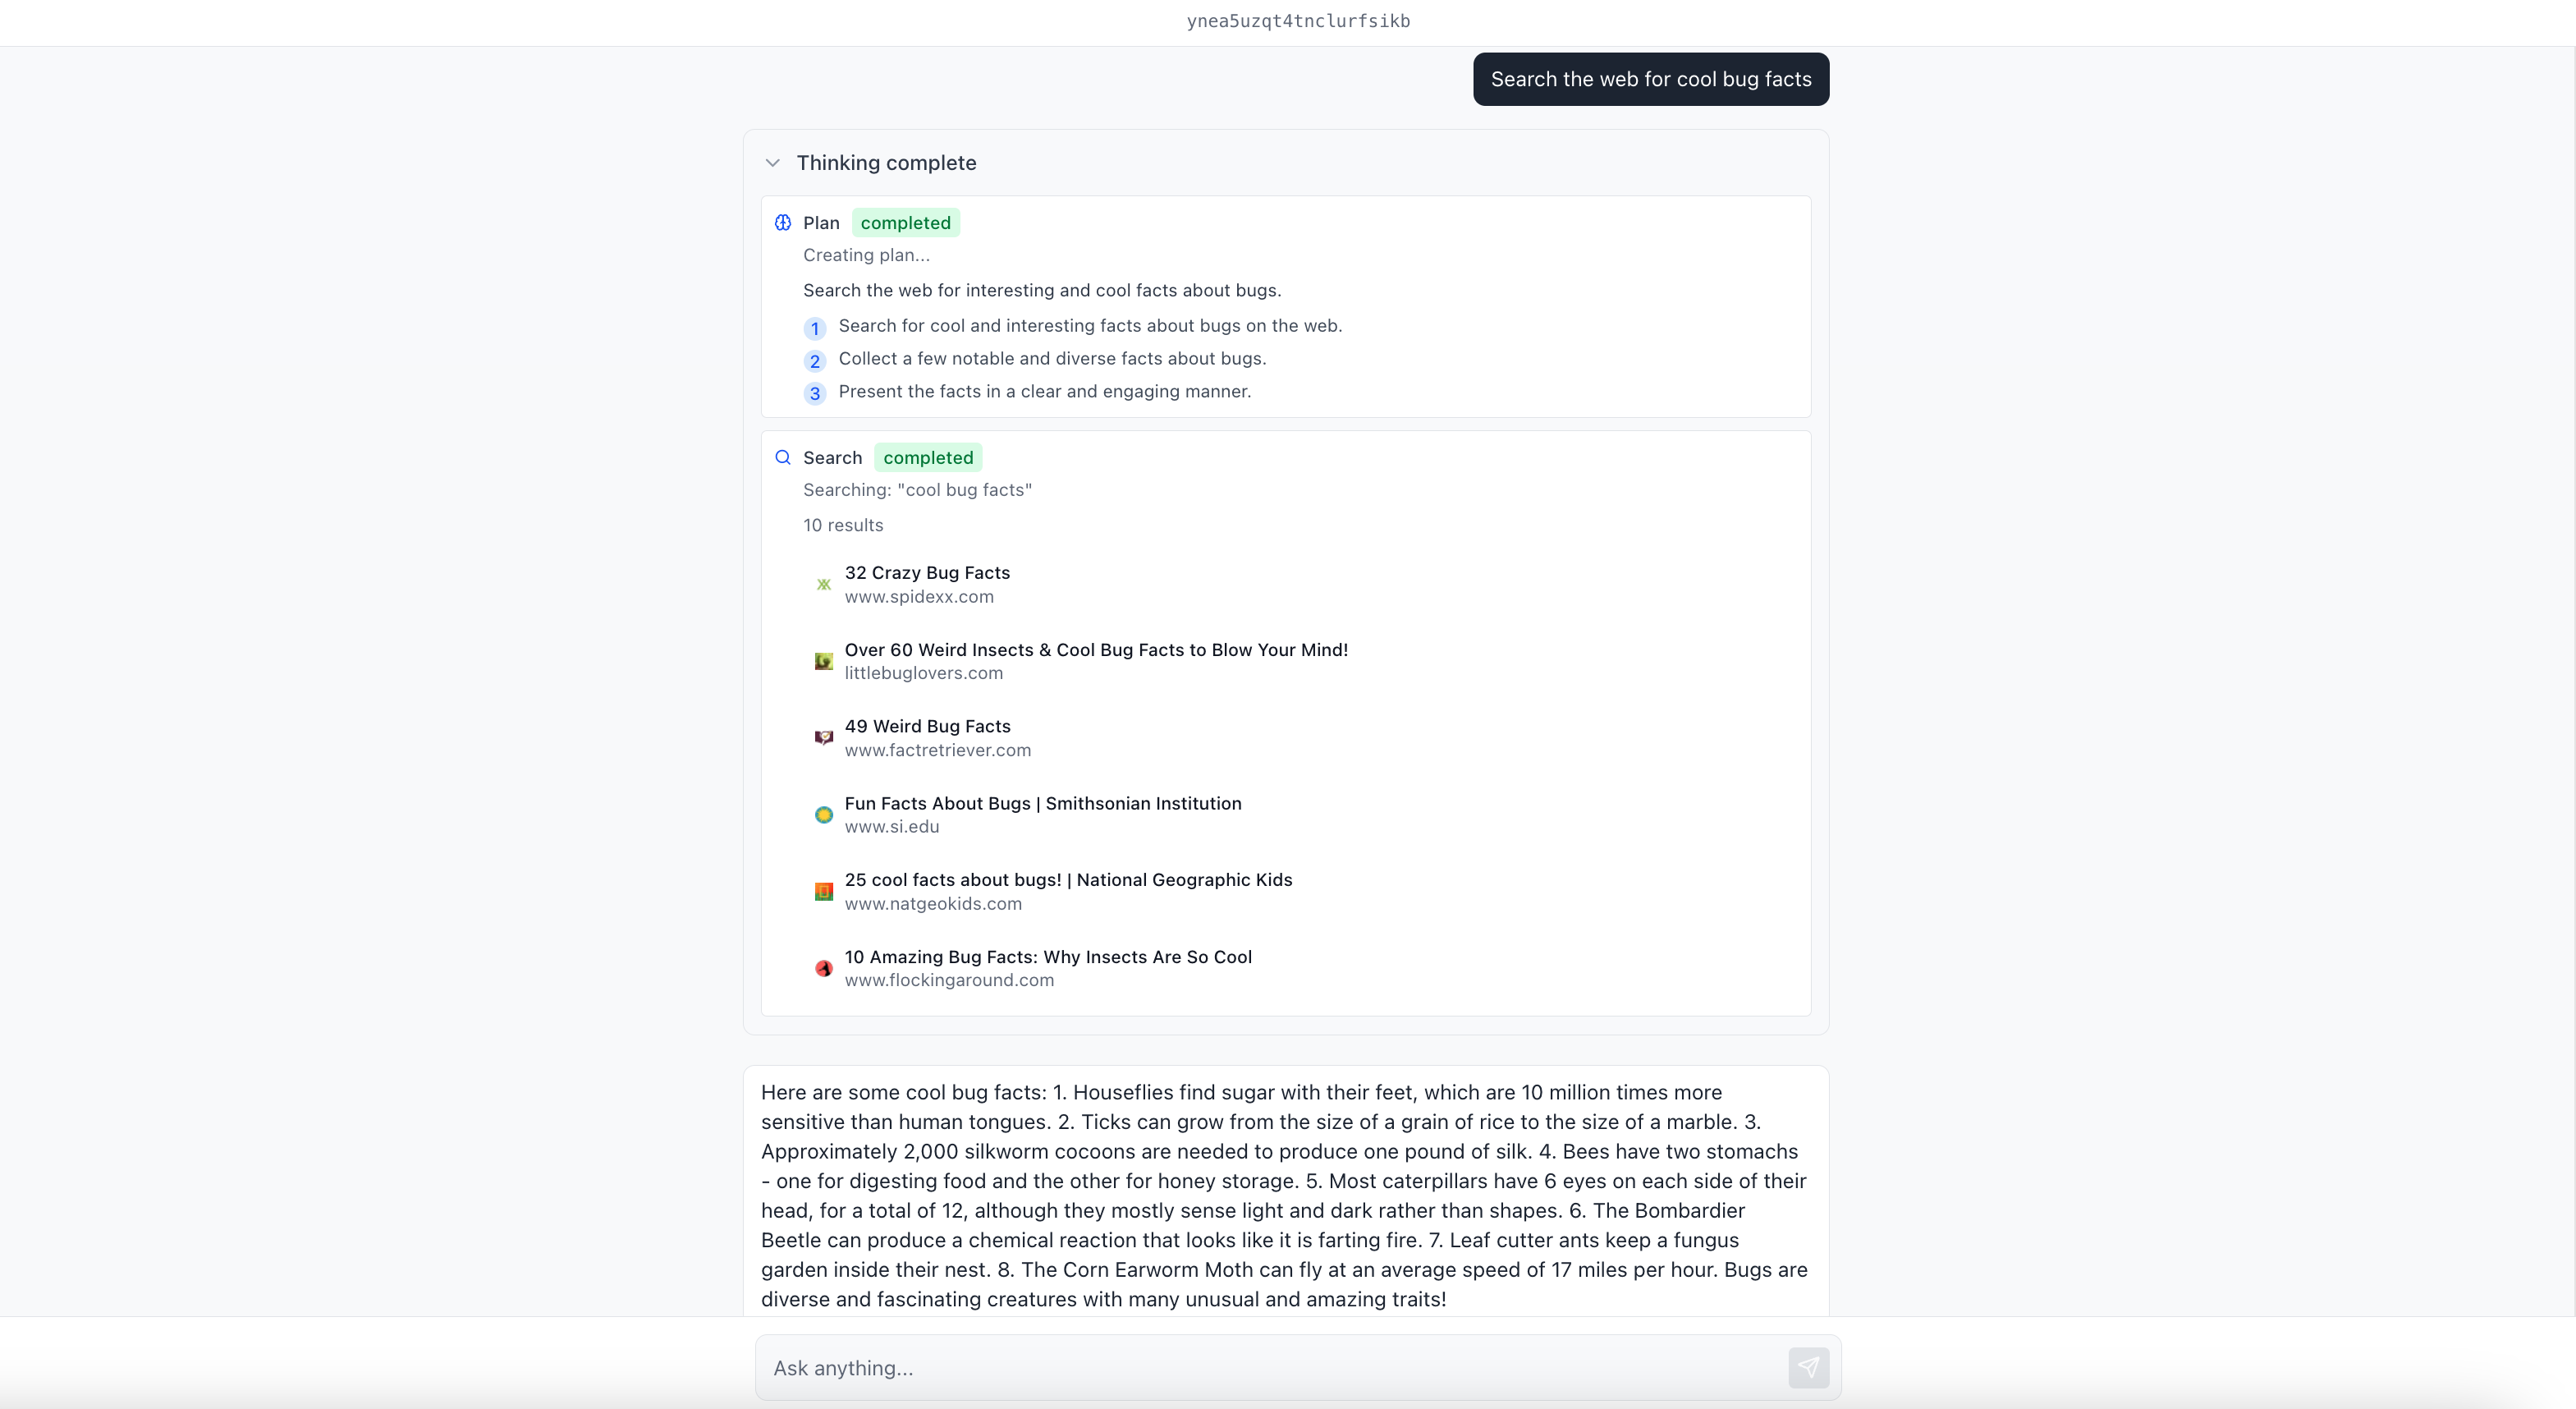 ynea5uzqt4tnclurfsikb
Search the web for cool bug facts
Thinking complete
Plan completed
Creating plan...
Search the web for interesting and cool facts about bugs.
1 Search for cool and interesting facts about bugs on the web.
2 Collect a few notable and diverse facts about bugs.
3 Present the facts in a clear and engaging manner.
Search completed
Searching: "cool bug facts"
10 results
32 Crazy Bug Facts
www.spidexx.com
Over 60 Weird Insects & Cool Bug Facts to Blow Your Mind!
littlebuglovers.com
49 Weird Bug Facts
www.factretriever.com
Fun Facts About Bugs | Smithsonian Institution
www.si.edu
25 cool facts about bugs! | National Geographic Kids
www.natgeokids.com
10 Amazing Bug Facts: Why Insects Are So Cool
www.flockingaround.com
Here are some cool bug facts: 1. Houseflies find sugar with their feet, which are 10 million times more
sensitive than human tongues. 2. Ticks can grow from the size of a grain of rice to the size of a marble. 3.
Approximately 2,000 silkworm cocoons are needed to produce one pound of silk. 4. Bees have two stomachs
- one for digesting food and the other for honey storage. 5. Most caterpillars have 6 eyes on each side of their
head, for a total of 12, although they mostly sense light and dark rather than shapes. 6. The Bombardier
Beetle can produce a chemical reaction that looks like it is farting fire. 7. Leaf cutter ants keep a fungus
garden inside their nest. 8. The Corn Earworm Moth can fly at an average speed of 17 miles per hour. Bugs are
diverse and fascinating creatures with many unusual and amazing traits!
Ask anything...